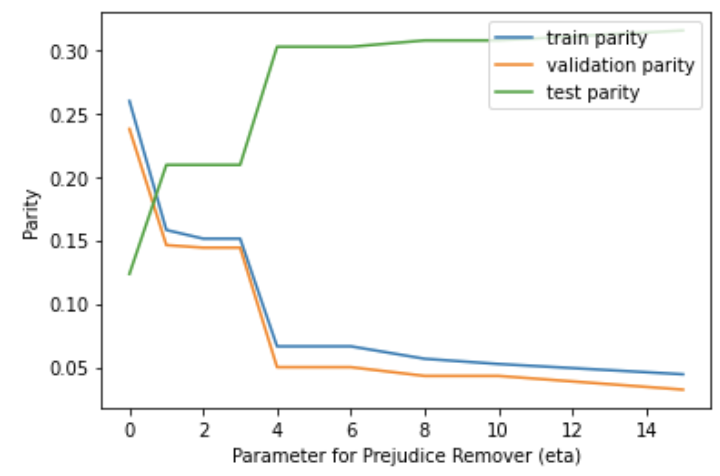 train parity
validation parity
test parity
0.30
0.25
0.20
0.15
0.10
0.05
Parity
0 2 4 6 8 10 12 14
Parameter for Prejudice Remover (eta)